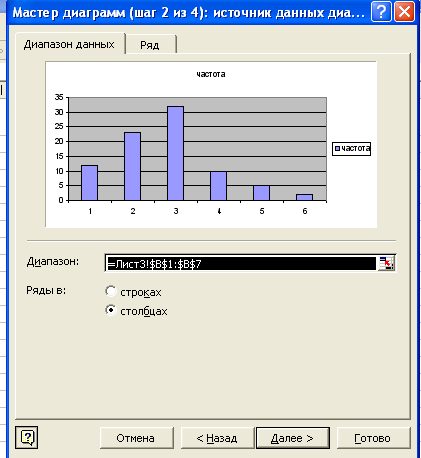 Мастер диаграмм (шаг 2 из 4): источник данных диа...
Диапазон данных
Ряд
частота
35
30
25
20
15
10
5
0
1 2 3 4 5 6
частота
Диапазон:
=Лист3!$B$1:$B$7
Ряды в:
строках
столбцах
Отмена
< Назад
Далее >
Готово